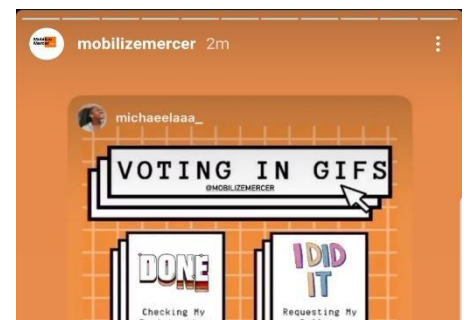 mobilizemercer 2m
michaeelaaa_
VOTING IN GIFS
@MOBILIZEMERCER
DONE
I DID
IT
Checking My
Requesting My